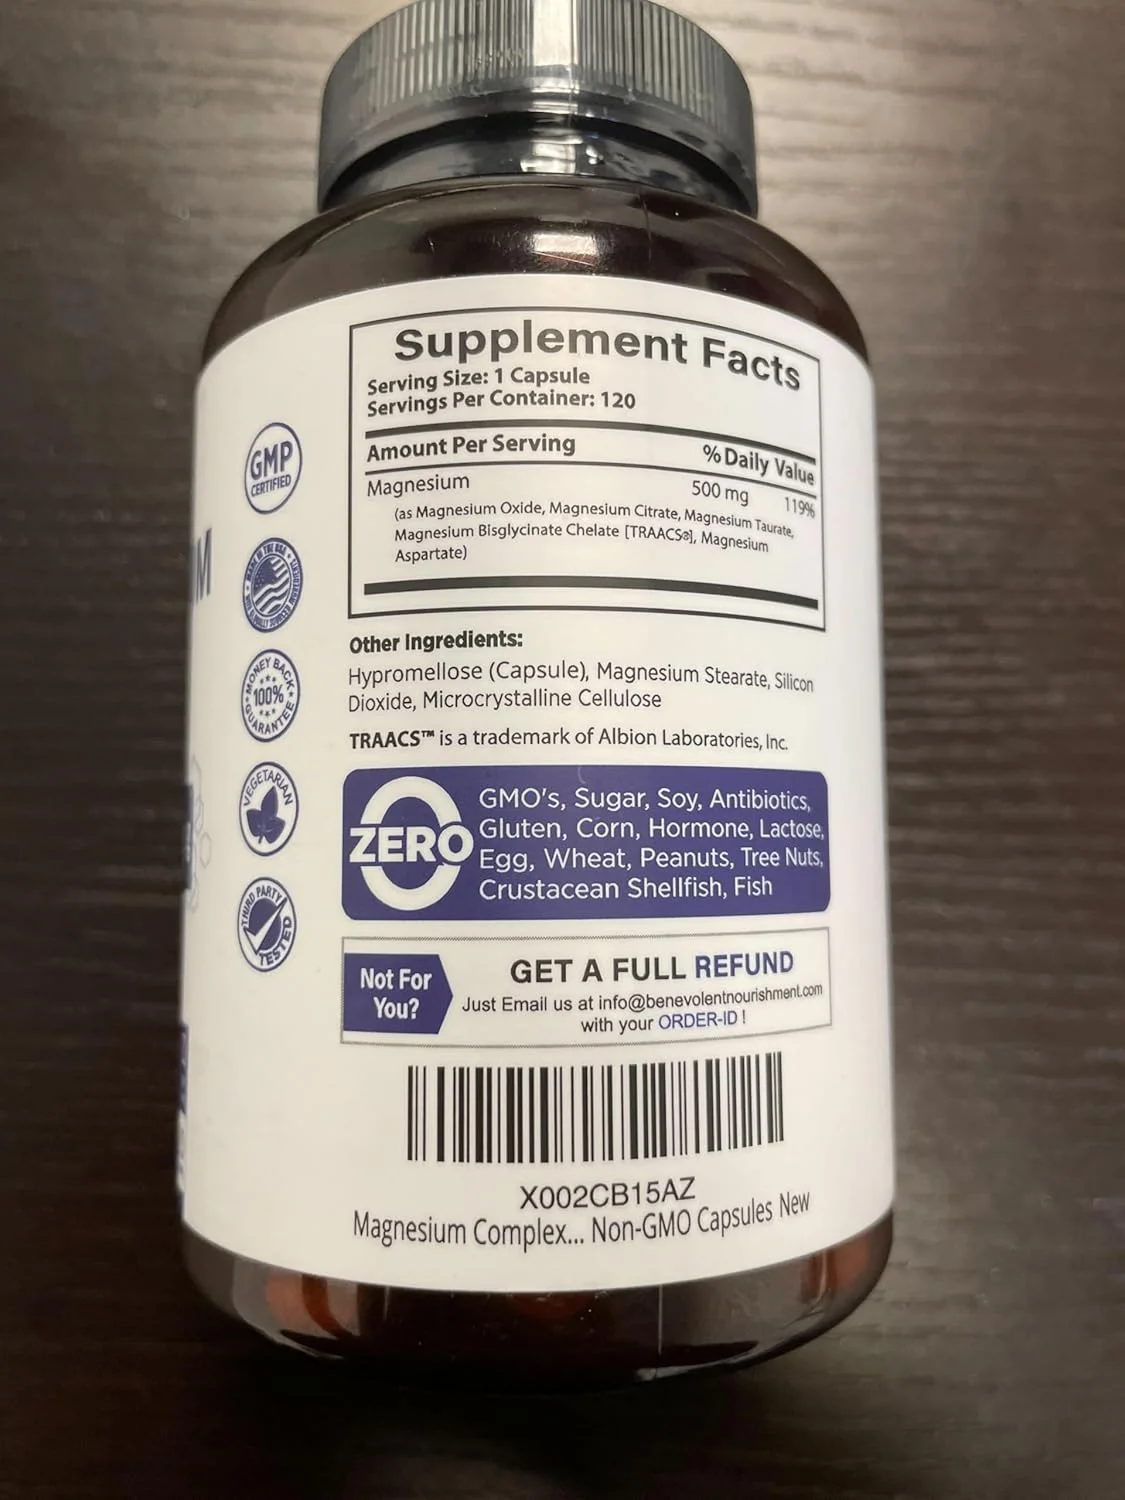 Supplement Facts
Serving Size: 1 Capsule
Servings Per Container: 120
Amount Per Serving
% Daily Value
Magnesium 500 mg 119%
(as Magnesium Oxide, Magnesium Citrate, Magnesium Taurate,
Magnesium Bisglycinate Chelate [TRAACS®], Magnesium
Aspartate)
Other Ingredients:
Hypromellose (Capsule), Magnesium Stearate, Silicon
Dioxide, Microcrystalline Cellulose
TRAACS™ is a trademark of Albion Laboratories, Inc.
ZERO
GMO's, Sugar, Soy, Antibiotics,
Gluten, Corn, Hormone, Lactose,
Egg, Wheat, Peanuts, Tree Nuts,
Crustacean Shellfish, Fish
Not For
You?
GET A FULL REFUND
Just Email us at info@benevolentnourishment.com
with your ORDER-ID !
X002CB15AZ
Magnesium Complex... Non-GMO Capsules New
GMP
CERTIFIED
MADE IN THE USA
MONEY BACK
100%
GUARANTEE
VEGETARIAN
THIRD PARTY
TESTED
M